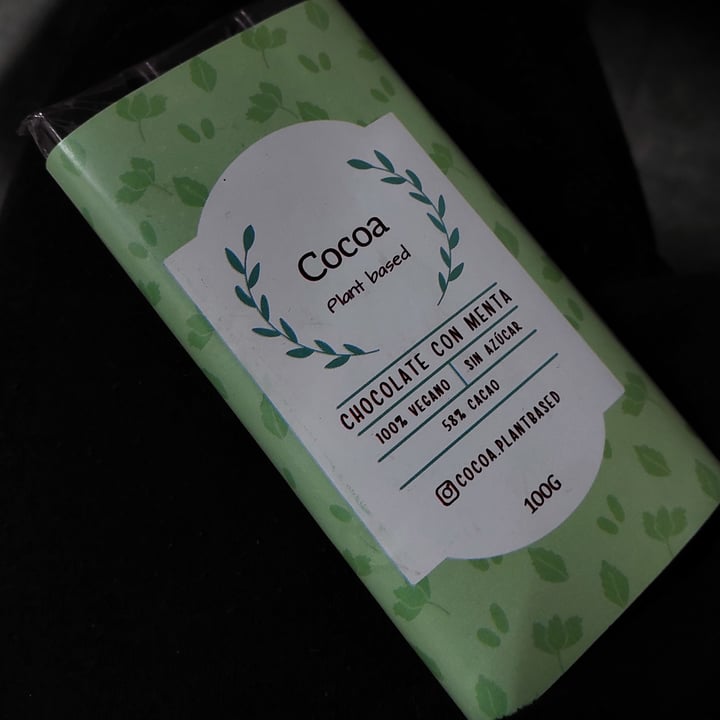 Cocoa
Plant based
CHOCOLATE CON MENTA
100% VEGANO SIN AZÚCAR
58% CACAO
COCOA.PLANTBASED
100G